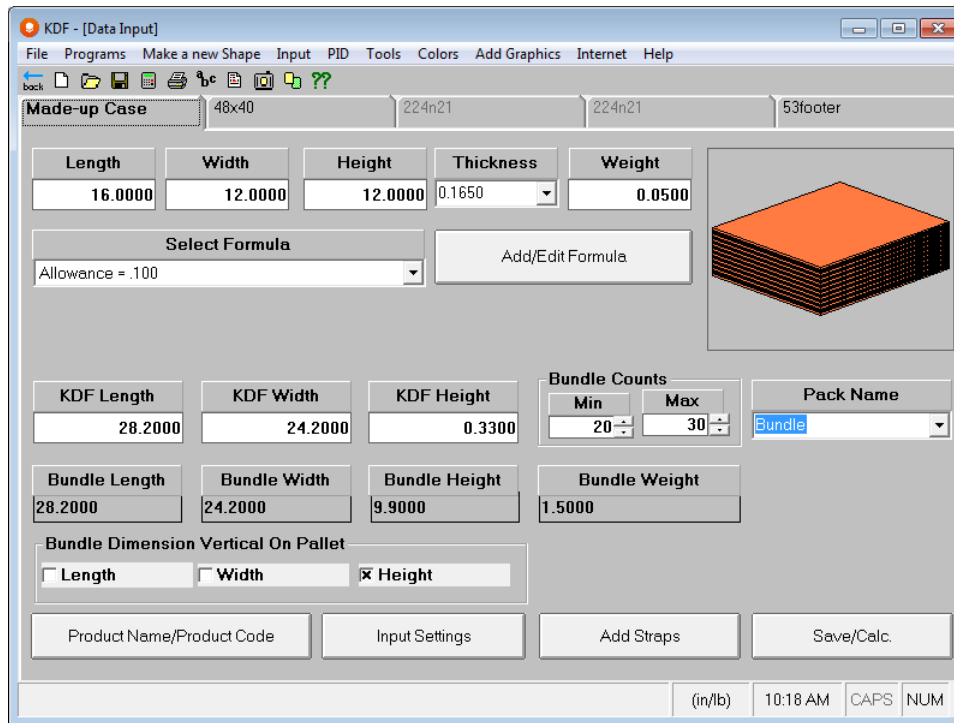 KDF - [Data Input]
File Programs Make a new Shape Input PID Tools Colors Add Graphics Internet Help
back abc ??
Made-up Case 48x40 224n21 224n21 53footer
Length Width Height Thickness Weight
16.0000 12.0000 12.0000 0.1650 0.0500
Select Formula
Allowance = .100
Add/Edit Formula
KDF Length KDF Width KDF Height
28.2000 24.2000 0.3300
Bundle Counts
Min Max
20 30
Pack Name
Bundle
Bundle Length Bundle Width Bundle Height Bundle Weight
28.2000 24.2000 9.9000 1.5000
Bundle Dimension Vertical On Pallet
Length Width Height
Product Name/Product Code Input Settings Add Straps Save/Calc.
(in/lb) 10:18 AM CAPS NUM